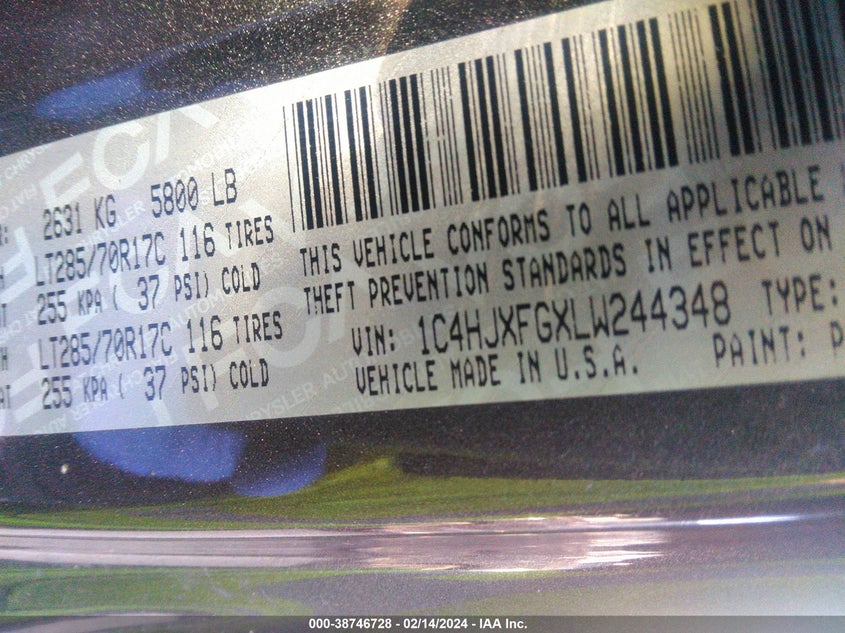 2631 KG 5800 LB
LT285/70R17C 116 TIRES
255 KPA ( 37 PSI) COLD
LT285/70R17C 116 TIRES
255 KPA ( 37 PSI) COLD
THIS VEHICLE CONFORMS TO ALL APPLICABLE
THEFT PREVENTION STANDARDS IN EFFECT ON
VIN: 1C4HJXFGXLW244348 TYPE:
VEHICLE MADE IN U.S.A. PAINT: P
000-38746728 - 02/14/2024 - IAA Inc.